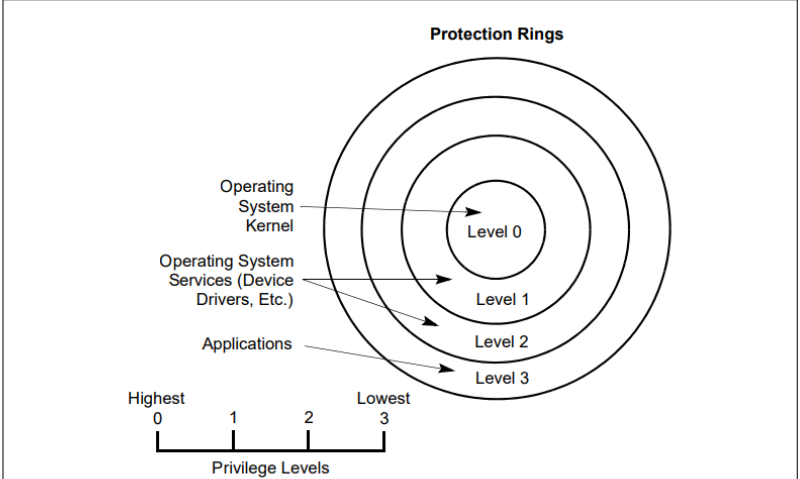 Protection Rings
Operating
System
Kernel
Level 0
Operating System
Services (Device
Drivers, Etc.)
Level 1
Level 2
Applications
Level 3
Highest
Lowest
0
1
2
3
Privilege Levels